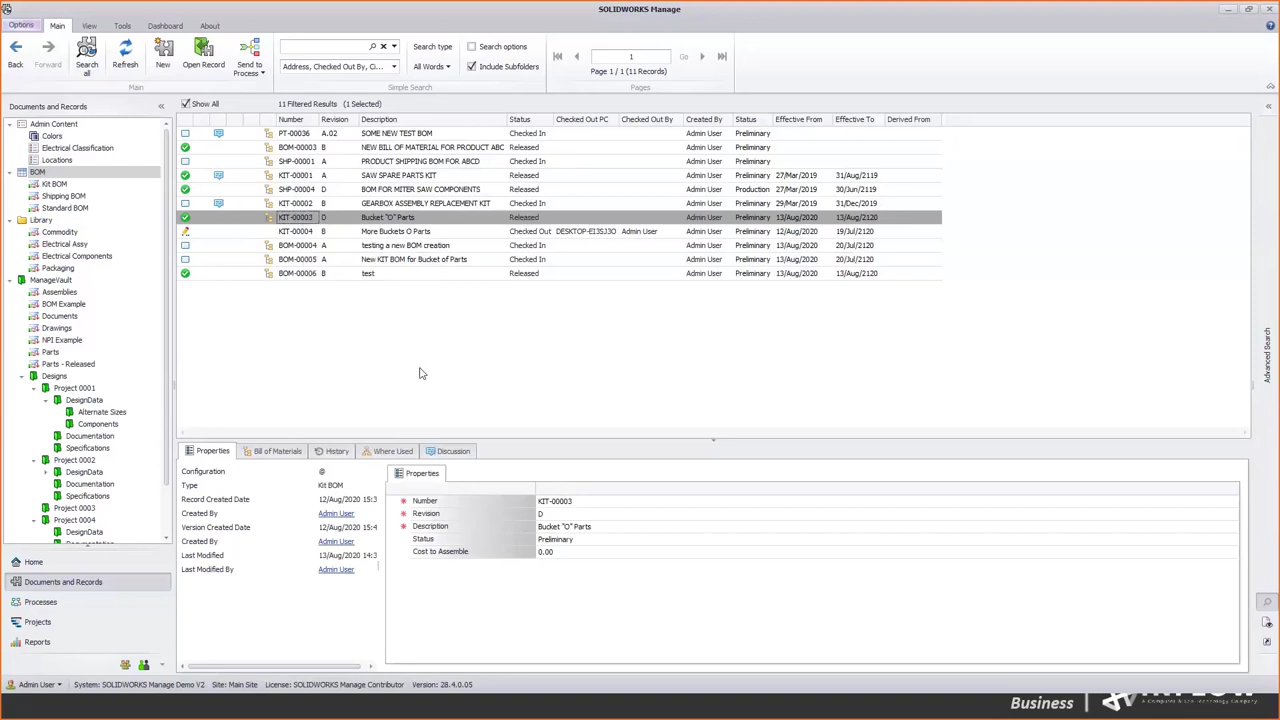 SOLIDWORKS Manage
Options Main View Tools Dashboard About
Back Forward Search all Refresh New Open Record Send to Process
Search type Search options
Address, Checked Out By, Ci... All Words Include Subfolders
1 Go
Page 1 / 1 (11 Records)
Main Simple Search Pages
Documents and Records
Admin Content
Colors
Electrical Classification
Locations
BOM
Kit BOM
Shipping BOM
Standard BOM
Library
Commodity
Electrical Assy
Electrical Components
Packaging
ManageVault
Assemblies
BOM Example
Documents
Drawings
NPI Example
Parts
Parts - Released
Designs
Project 0001
DesignData
Alternate Sizes
Components
Documentation
Specifications
Project 0002
DesignData
Documentation
Specifications
Project 0003
Project 0004
DesignData
Home
Documents and Records
Processes
Projects
Reports
Show All 11 Filtered Results (1 Selected)
Number Revision Description Status Checked Out PC Checked Out By Created By Status Effective From Effective To Derived From
PT-00036 A.02 SOME NEW TEST BOM Checked In Admin User Preliminary
BOM-00003 B NEW BILL OF MATERIAL FOR PRODUCT ABC Released Admin User Preliminary
SHP-00001 A PRODUCT SHIPPING BOM FOR ABCD Checked In Admin User Preliminary
KIT-00001 A SAW SPARE PARTS KIT Released Admin User Preliminary 27/Mar/2019 31/Aug/2119
SHP-00004 D BOM FOR MITER SAW COMPONENTS Released Admin User Production 27/Mar/2019 30/Jun/2119
KIT-00002 B GEARBOX ASSEMBLY REPLACEMENT KIT Checked In Admin User Preliminary 29/Mar/2019 31/Dec/2119
KIT-00003 D Bucket "O" Parts Released Admin User Preliminary 13/Aug/2020 13/Aug/2120
KIT-00004 B More Buckets O Parts Checked Out DESKTOP-EI3SJ3O Admin User Admin User Preliminary 12/Aug/2020 19/Jul/2120
BOM-00004 A testing a new BOM creation Checked In Admin User Preliminary 13/Aug/2020 20/Jul/2120
BOM-00005 A New KIT BOM for Bucket of Parts Checked In Admin User Preliminary 13/Aug/2020 20/Jul/2120
BOM-00006 B test Released Admin User Preliminary 13/Aug/2020 13/Aug/2120
Advanced Search
Properties Bill of Materials History Where Used Discussion
Configuration @
Type Kit BOM
Record Created Date 12/Aug/2020 15:3
Created By Admin User
Version Created Date 12/Aug/2020 15:4
Created By Admin User
Last Modified 13/Aug/2020 14:3
Last Modified By Admin User
Properties
Number KIT-00003
Revision D
Description Bucket "O" Parts
Status Preliminary
Cost to Assemble 0.00
Admin User System: SOLIDWORKS Manage Demo V2 Site: Main Site License: SOLIDWORKS Manage Contributor Version: 28.4.0.05
Business